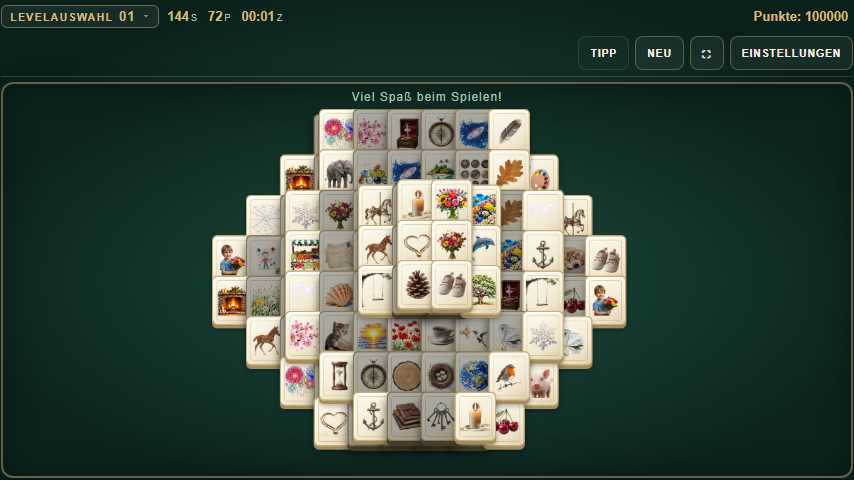 LEVELAUSWAHL 01 144S 72P 00:01Z Punkte: 100000
TIPP NEU EINSTELLUNGEN
Viel Spaß beim Spielen!